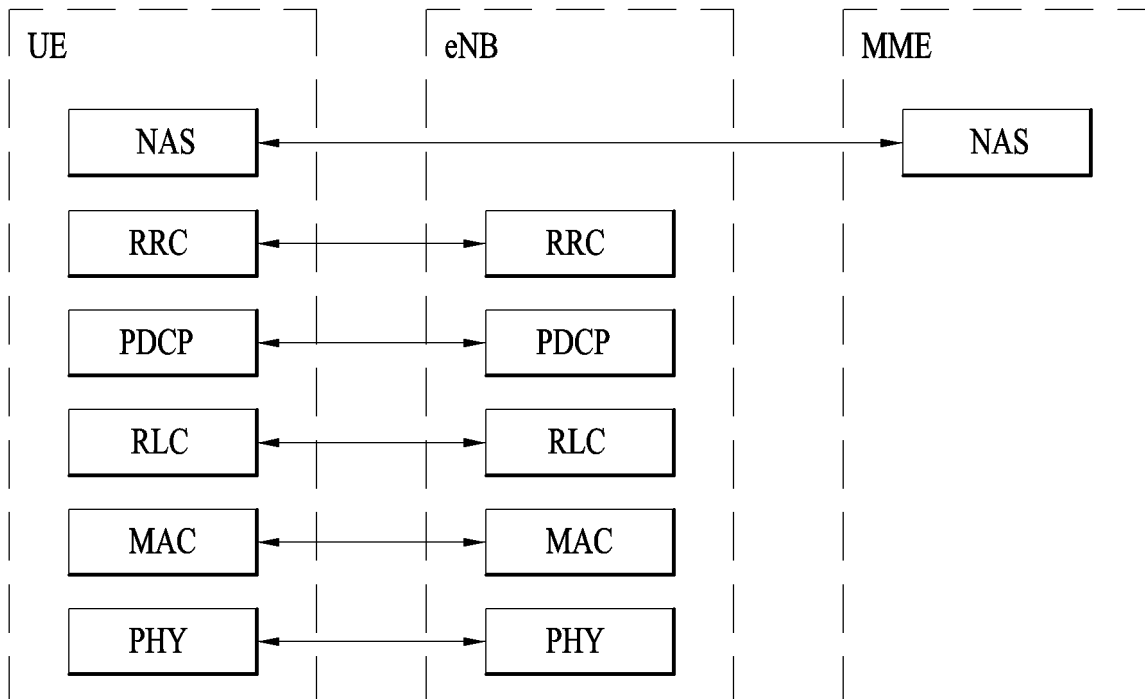 UE eNB MME
NAS NAS
RRC RRC
PDCP PDCP
RLC RLC
MAC MAC
PHY PHY